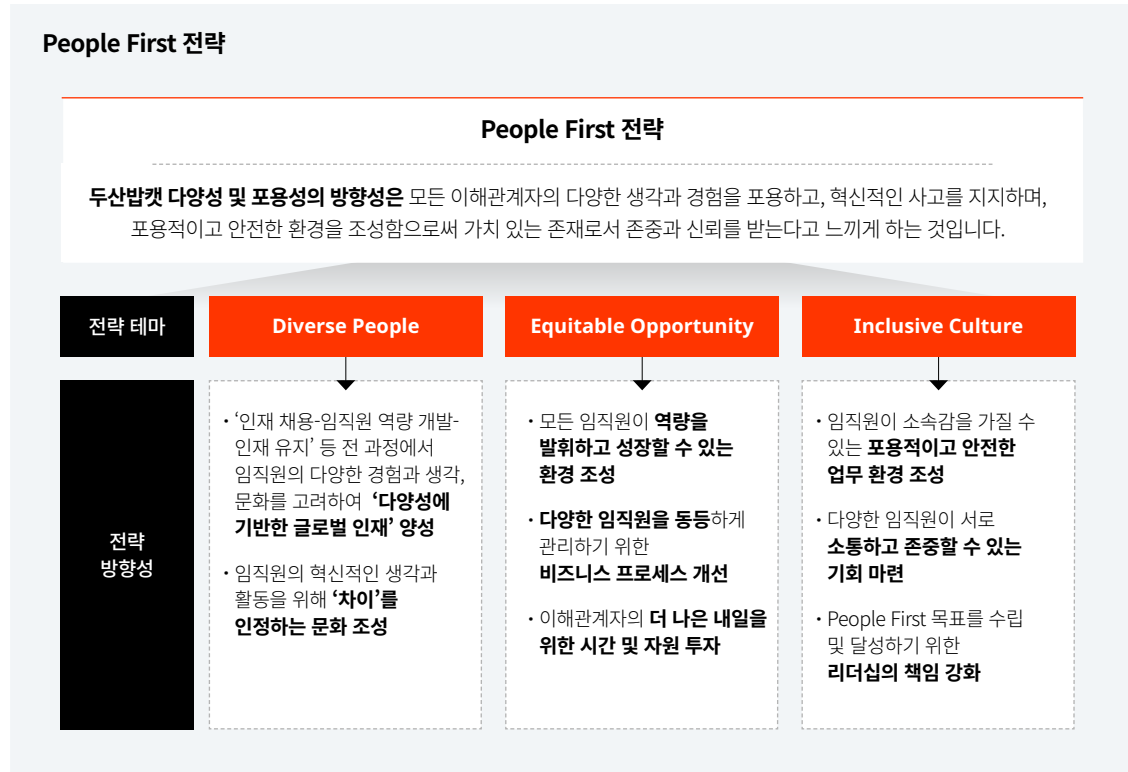 People First 전략
People First 전략
두산밥캣 다양성 및 포용성의 방향성은 모든 이해관계자의 다양한 생각과 경험을 포용하고, 혁신적인 사고를 지지하며,
포용적이고 안전한 환경을 조성함으로써 가치 있는 존재로서 존중과 신뢰를 받는다고 느끼게 하는 것입니다.
전략 테마
Diverse People
Equitable Opportunity
Inclusive Culture
전략
방향성
· ‘인재 채용-임직원 역량 개발-
인재 유지’ 등 전 과정에서
임직원의 다양한 경험과 생각,
문화를 고려하여 ‘다양성에
기반한 글로벌 인재’ 양성
· 임직원의 혁신적인 생각과
활동을 위해 ‘차이’를
인정하는 문화 조성
· 모든 임직원이 역량을
발휘하고 성장할 수 있는
환경 조성
· 다양한 임직원을 동등하게
관리하기 위한
비즈니스 프로세스 개선
· 이해관계자의 더 나은 내일을
위한 시간 및 자원 투자
· 임직원이 소속감을 가질 수
있는 포용적이고 안전한
업무 환경 조성
· 다양한 임직원이 서로
소통하고 존중할 수 있는
기회 마련
· People First 목표를 수립
및 달성하기 위한
리더십의 책임 강화